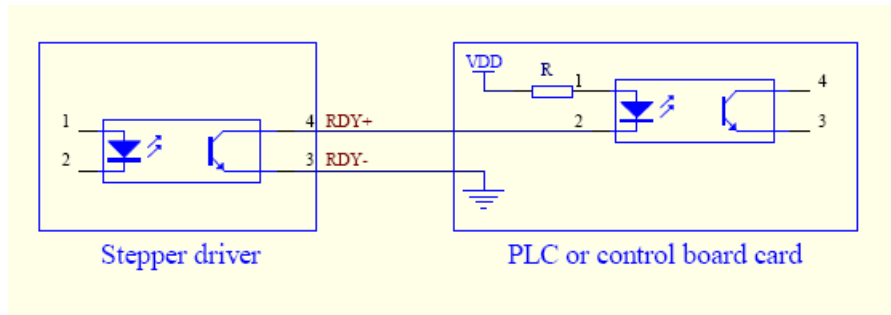 VDD
R
1
4
1
4 RDY+
2
3
2
3 RDY-
Stepper driver
PLC or control board card